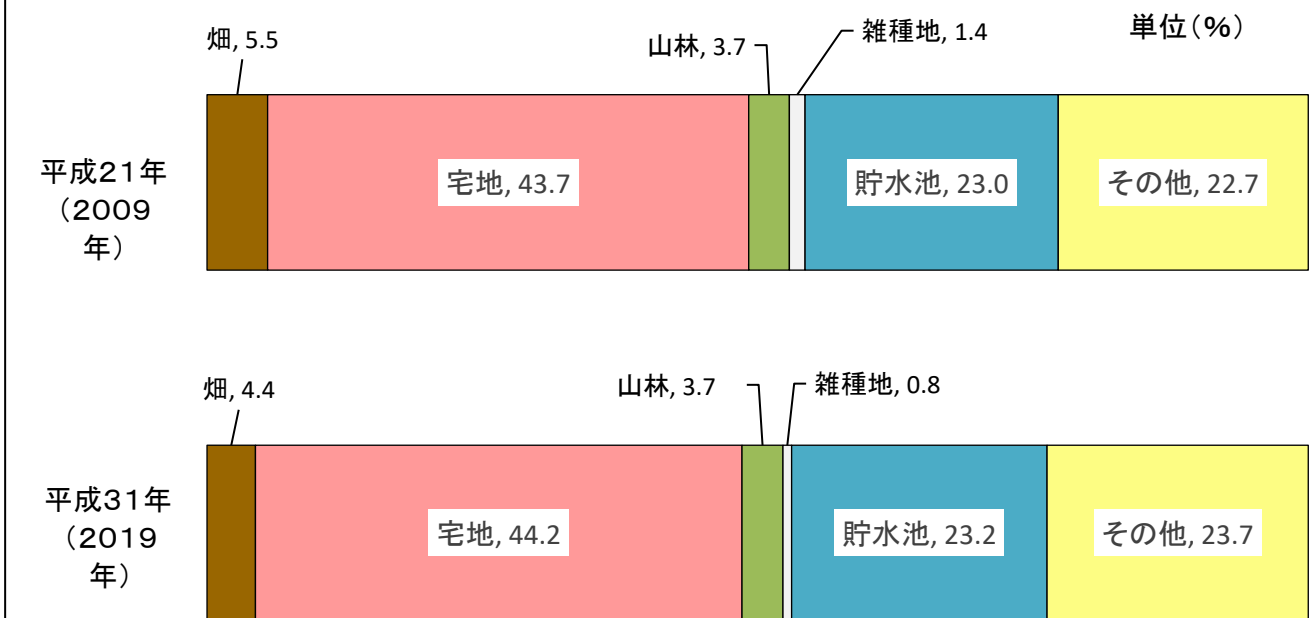 単位(%)
畑, 5.5
山林, 3.7
雑種地, 1.4
平成21年
(2009
年)
宅地, 43.7
貯水池, 23.0
その他, 22.7
畑, 4.4
山林, 3.7
雑種地, 0.8
平成31年
(2019
年)
宅地, 44.2
貯水池, 23.2
その他, 23.7